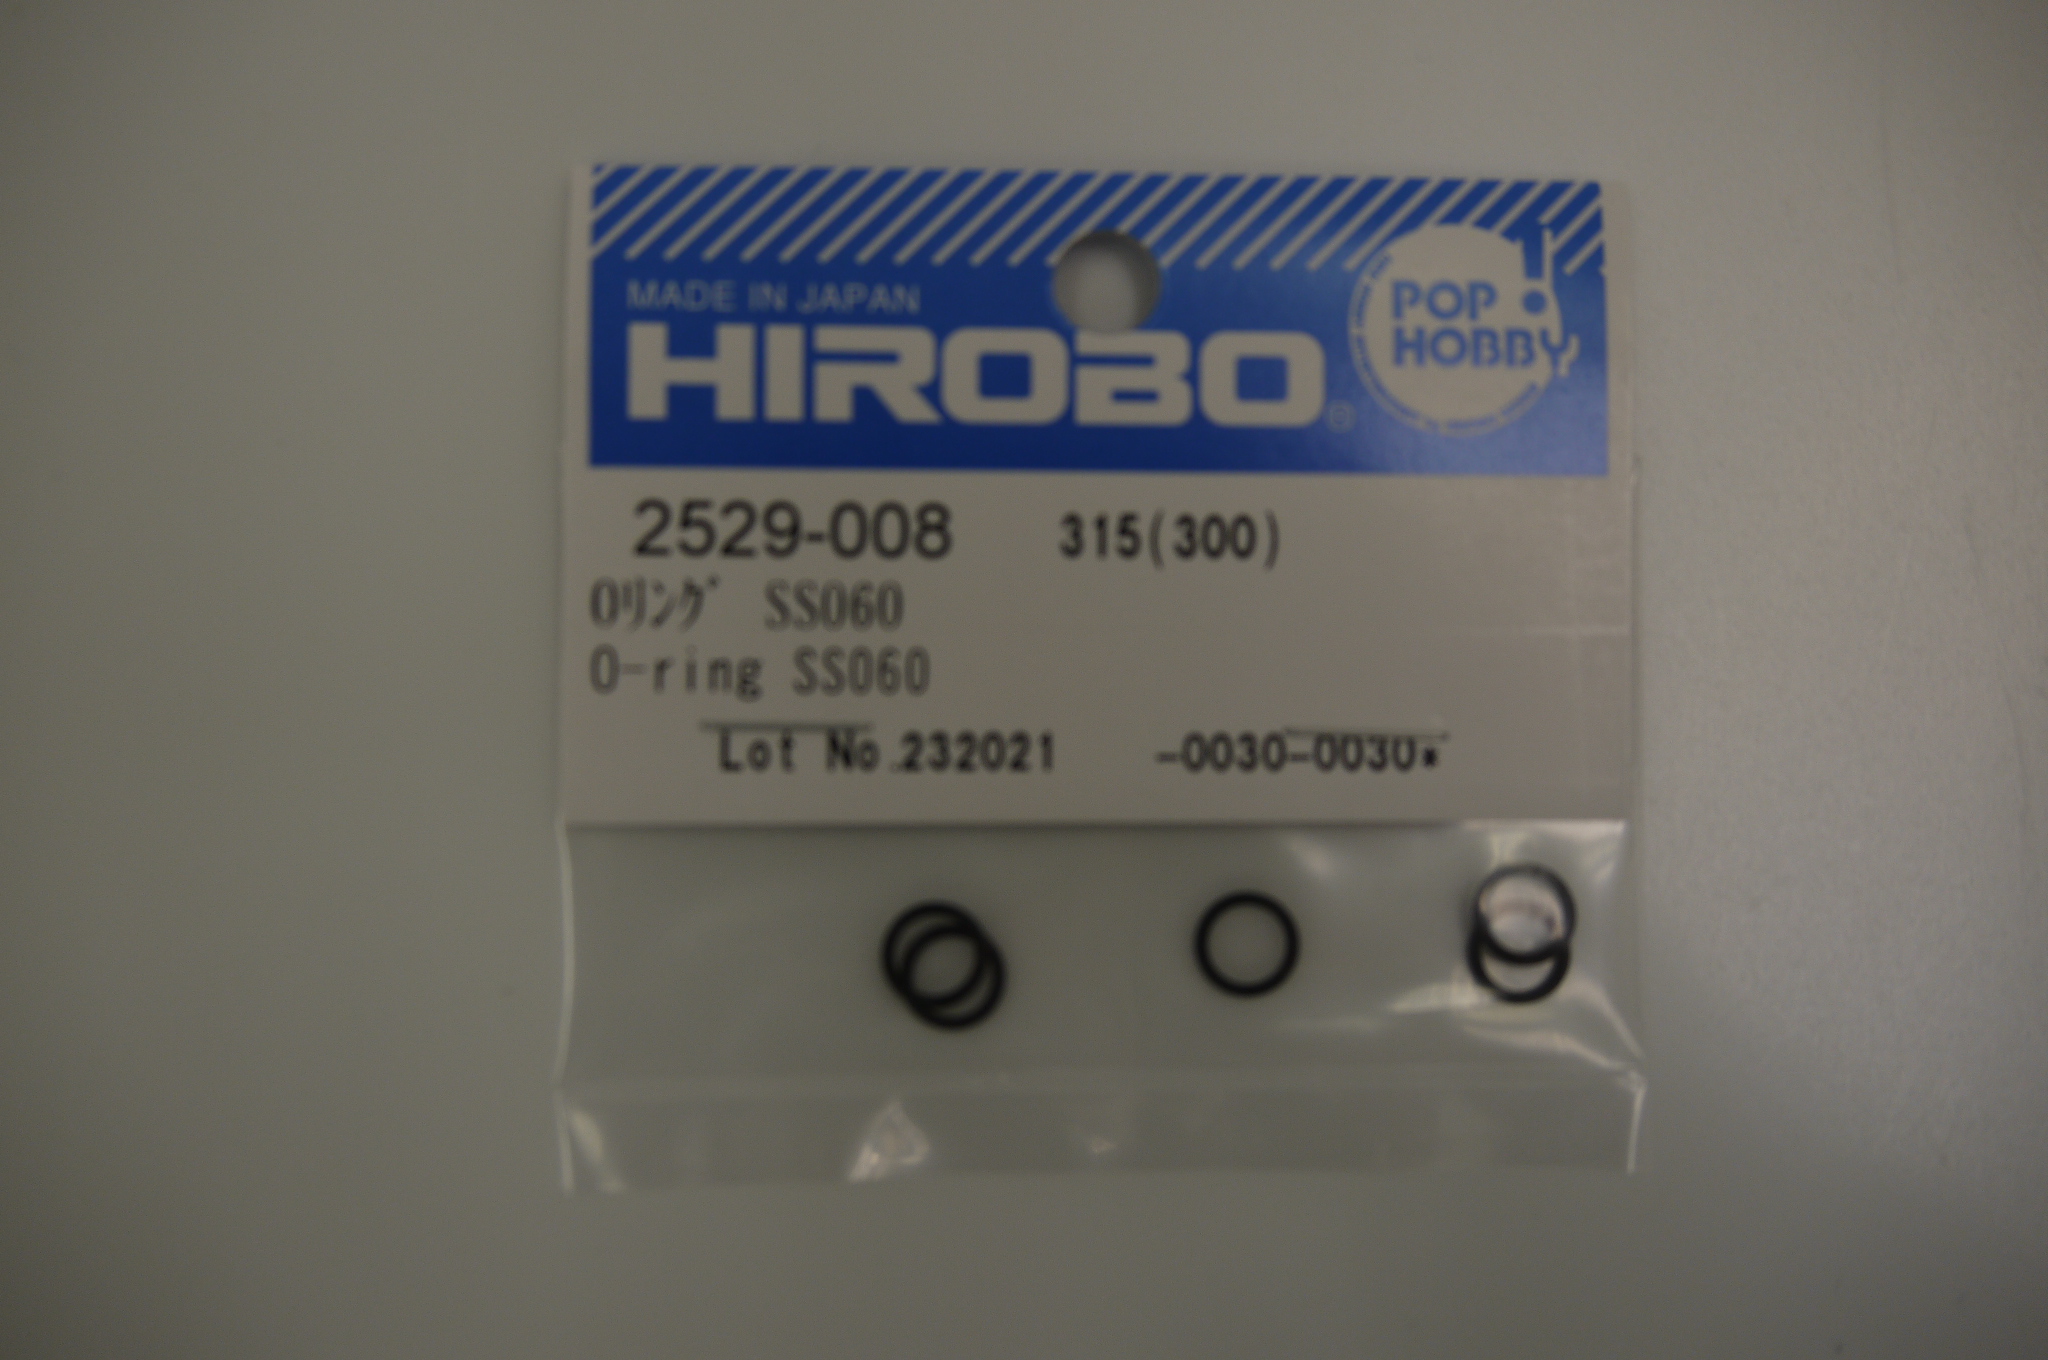 MADE IN JAPAN
HIROBO®
POP!
HOBBY
2529-008 315(300)
Oﾘﾝｸﾞ SS060
O-ring SS060
Lot No.232021 -0030-0030*